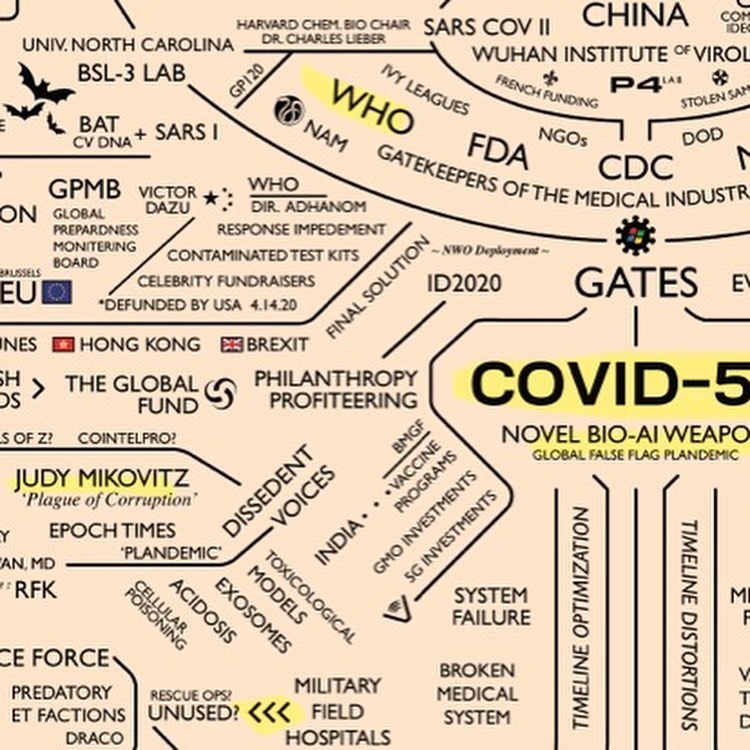 HARVARD CHEM. BIO CHAIR
DR. CHARLES LIEBER
SARS COV II
CHINA
UNIV. NORTH CAROLINA
BSL-3 LAB
GP120
WUHAN INSTITUTE OF VIROL
FRENCH FUNDING
P4 LAB
STOLEN SAM
IVY LEAGUES
WHO
NAM
FDA
NGOs
CDC
DOD
GATEKEEPERS OF THE MEDICAL INDUSTR
BAT
CV DNA
+ SARS I
GPMB
GLOBAL
PREPARDNESS
MONITERING
BOARD
ON
BRUSSELS
EU
VICTOR
DAZU
WHO
DIR. ADHANOM
RESPONSE IMPEDEMENT
CONTAMINATED TEST KITS
CELEBRITY FUNDRAISERS
*DEFUNDED BY USA 4.14.20
FINAL SOLUTION
~ NWO Deployment ~
ID2020
GATES
EV
UNES
HONG KONG
BREXIT
SH
DS
>
THE GLOBAL
FUND
PHILANTHROPY
PROFITEERING
COVID-5
NOVEL BIO-AI WEAPO
GLOBAL FALSE FLAG PLANDEMIC
LS OF Z?
COINTELPRO?
JUDY MIKOVITZ
'Plague of Corruption'
EPOCH TIMES
'PLANDEMIC'
VAN, MD
RFK
DISSEDENT
VOICES
BMGF
INDIA
VACCINE
PROGRAMS
GMO INVESTMENTS
5G INVESTMENTS
CELLULAR
POISONING
ACIDOSIS
EXOSOMES
TOXICOLOGICAL
MODELS
SYSTEM
FAILURE
BROKEN
MEDICAL
SYSTEM
TIMELINE OPTIMIZATION
TIMELINE DISTORTIONS
CE FORCE
PREDATORY
ET FACTIONS
DRACO
RESCUE OPS?
UNUSED?
<<<
MILITARY
FIELD
HOSPITALS